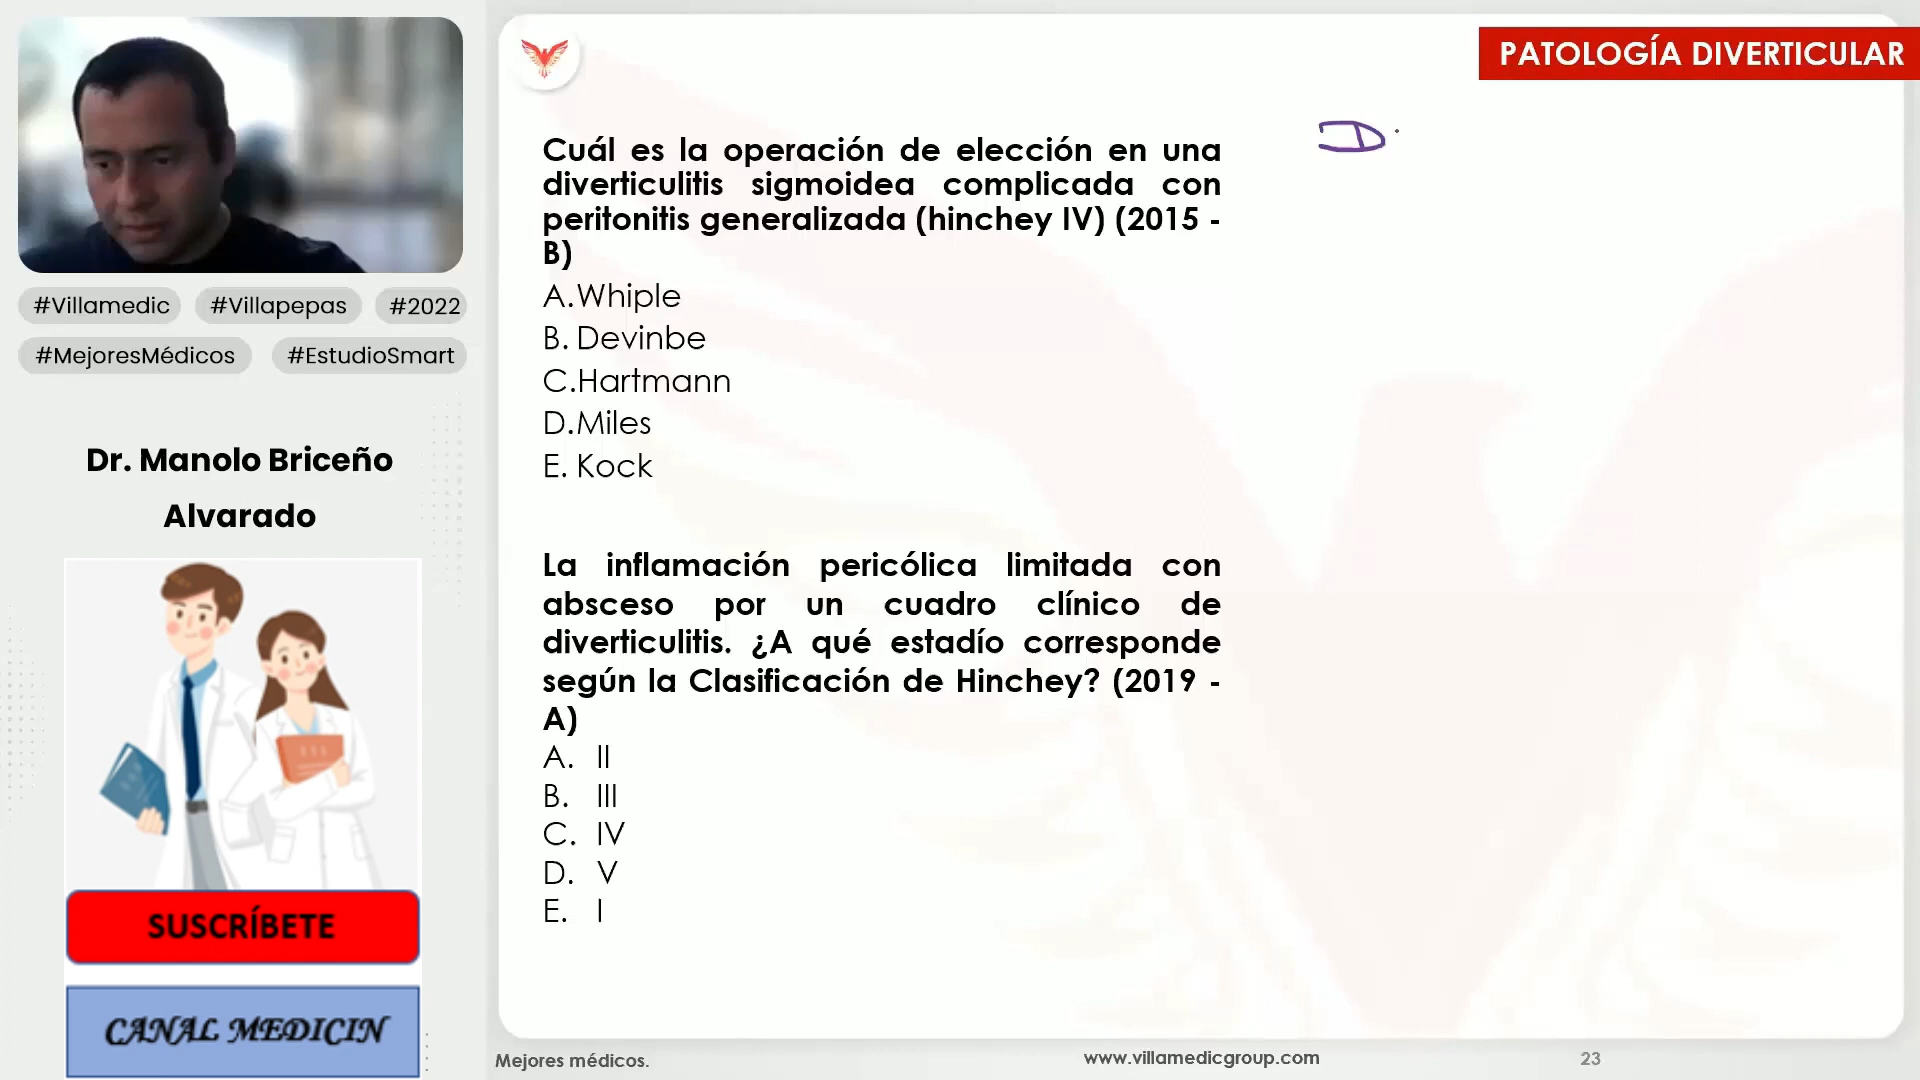 #Villamedic
#Villapepas
#2022
#MejoresMédicos
#EstudioSmart
Dr. Manolo Briceño
Alvarado
SUSCRÍBETE
CANAL MEDICIN
PATOLOGÍA DIVERTICULAR
Cuál es la operación de elección en una
diverticulitis sigmoidea complicada con
peritonitis generalizada (hinchey IV) (2015 -
B)
A.Whiple
B. Devinbe
C.Hartmann
D.Miles
E. Kock
La inflamación pericólica limitada con
absceso por un cuadro clínico de
diverticulitis. ¿A qué estadío corresponde
según la Clasificación de Hinchey? (2019 -
A)
A. II
B. III
C. IV
D. V
E. I
Mejores médicos.
www.villamedicgroup.com
23